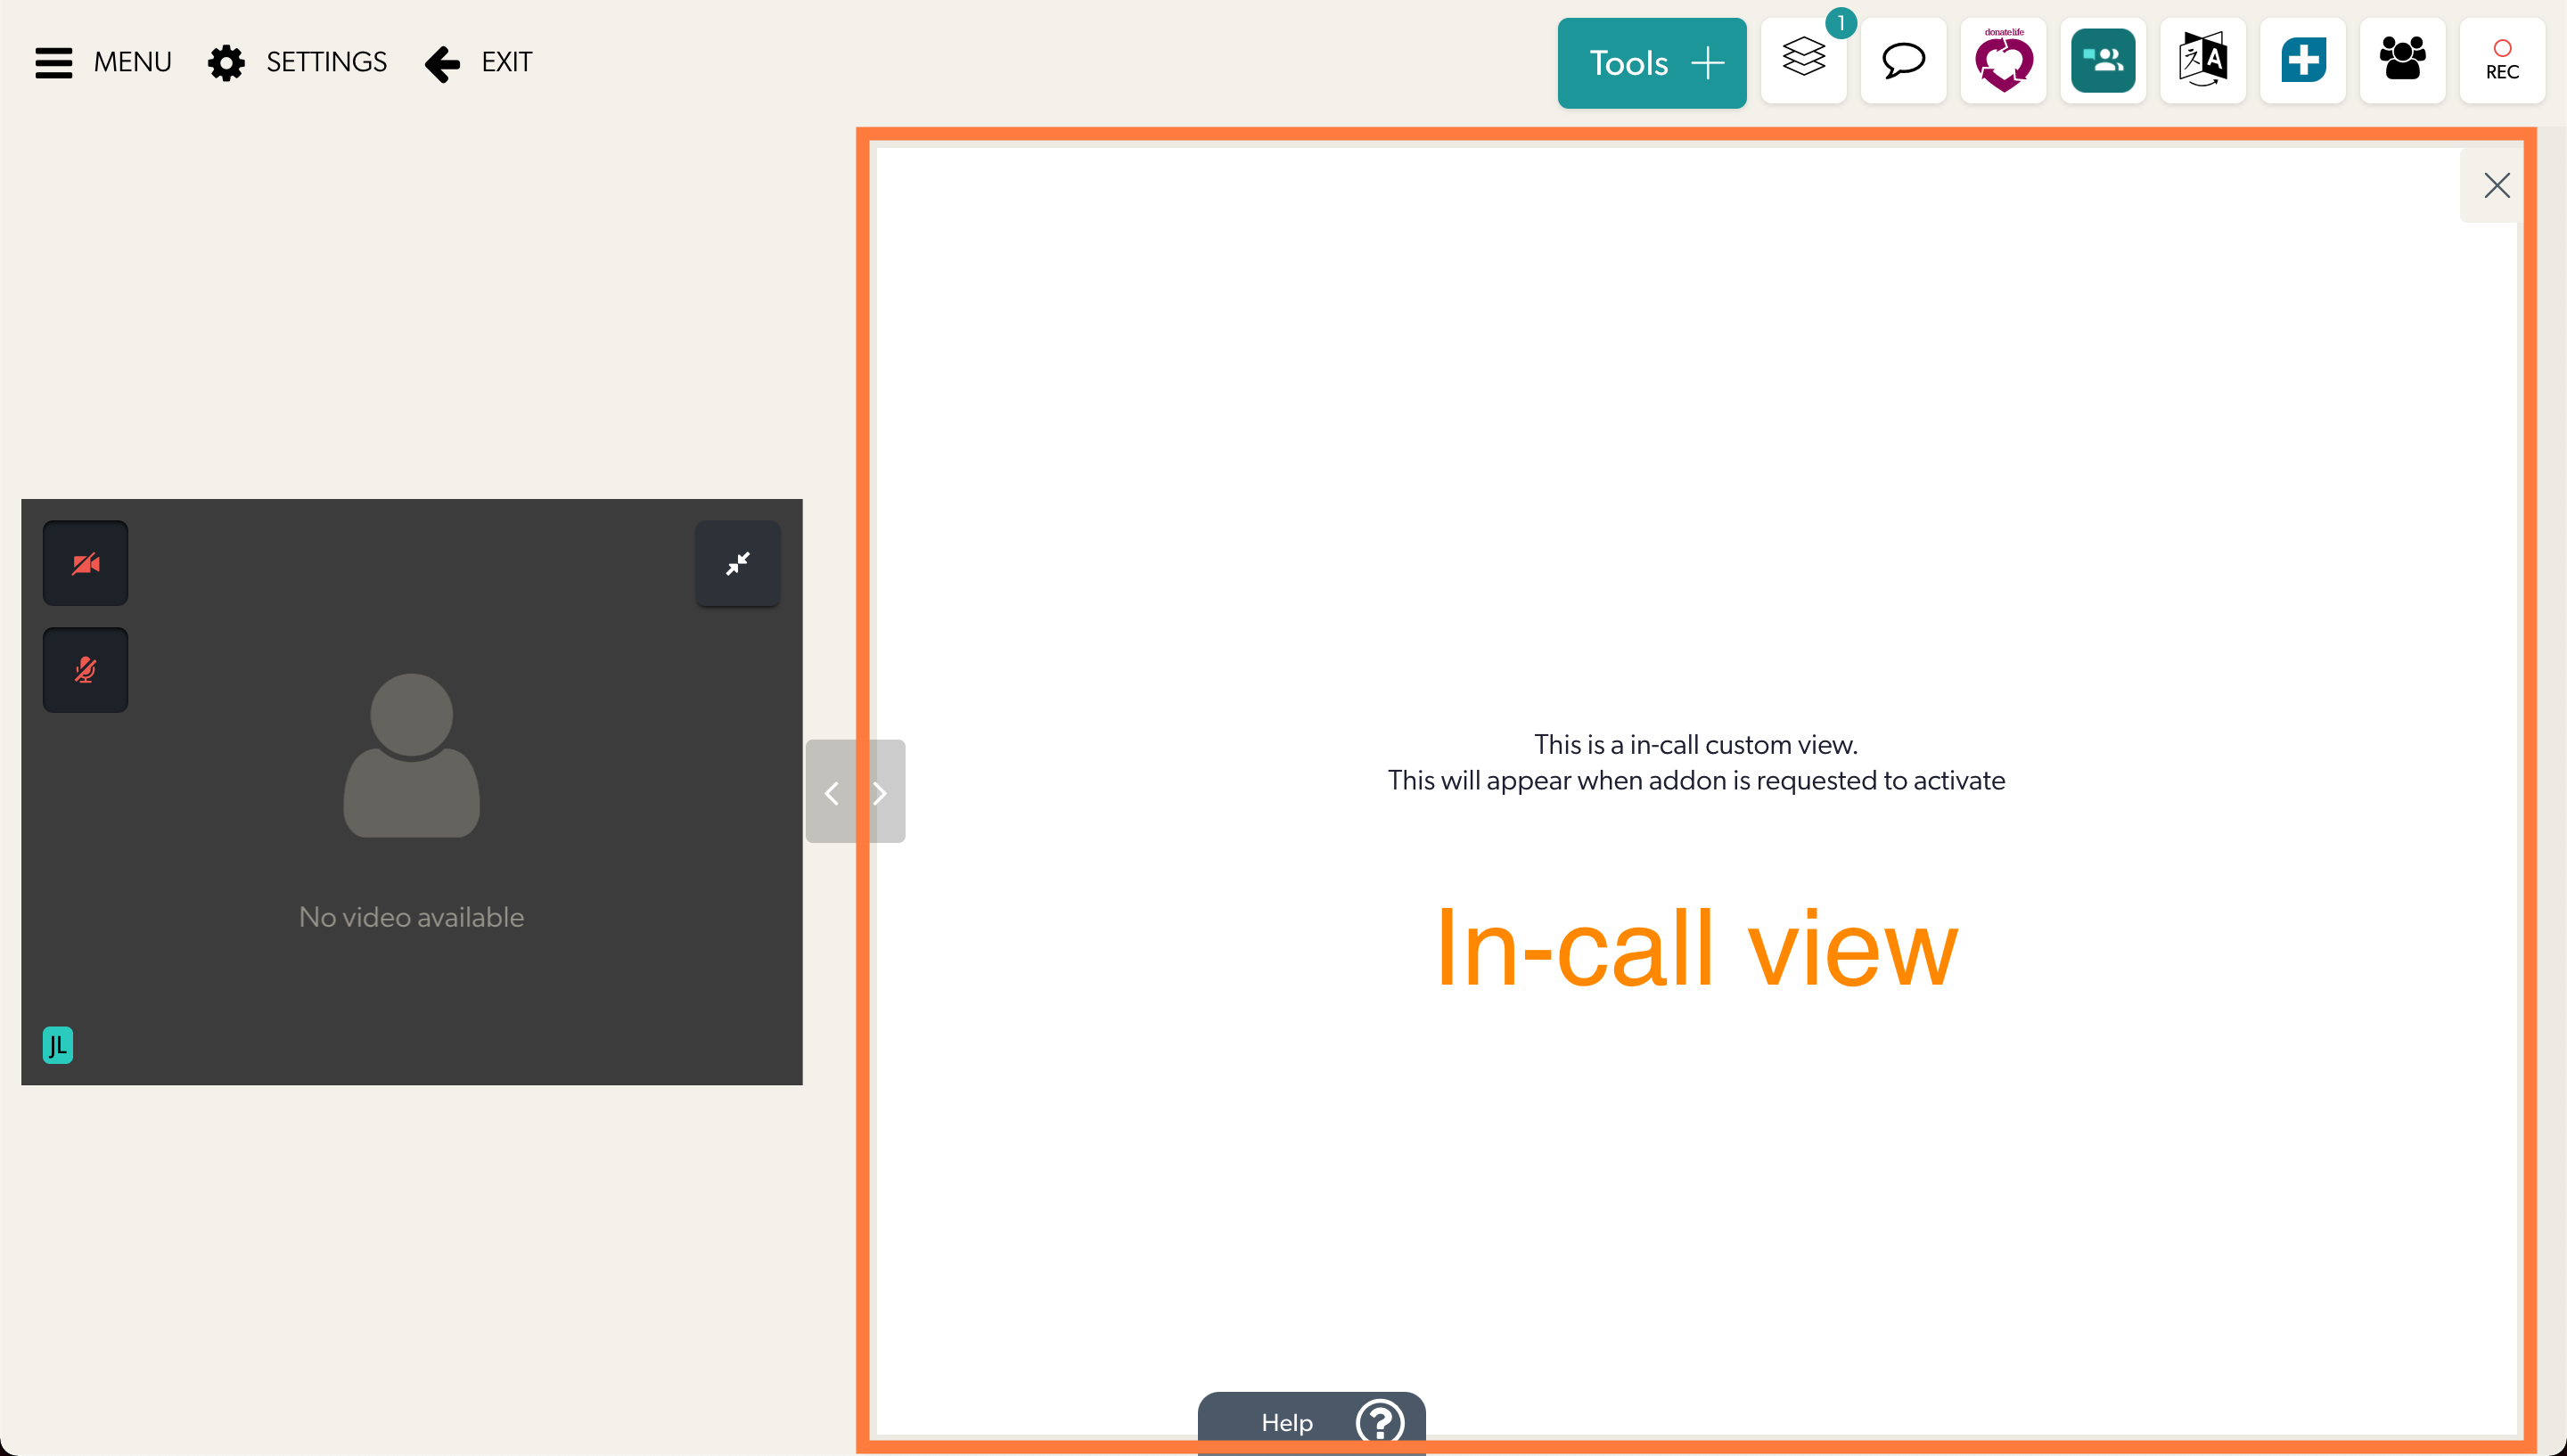 MENU SETTINGS EXIT
Tools
1
donatelife
文 A
REC
No video available
JL
This is a in-call custom view.
This will appear when addon is requested to activate
In-call view
Help